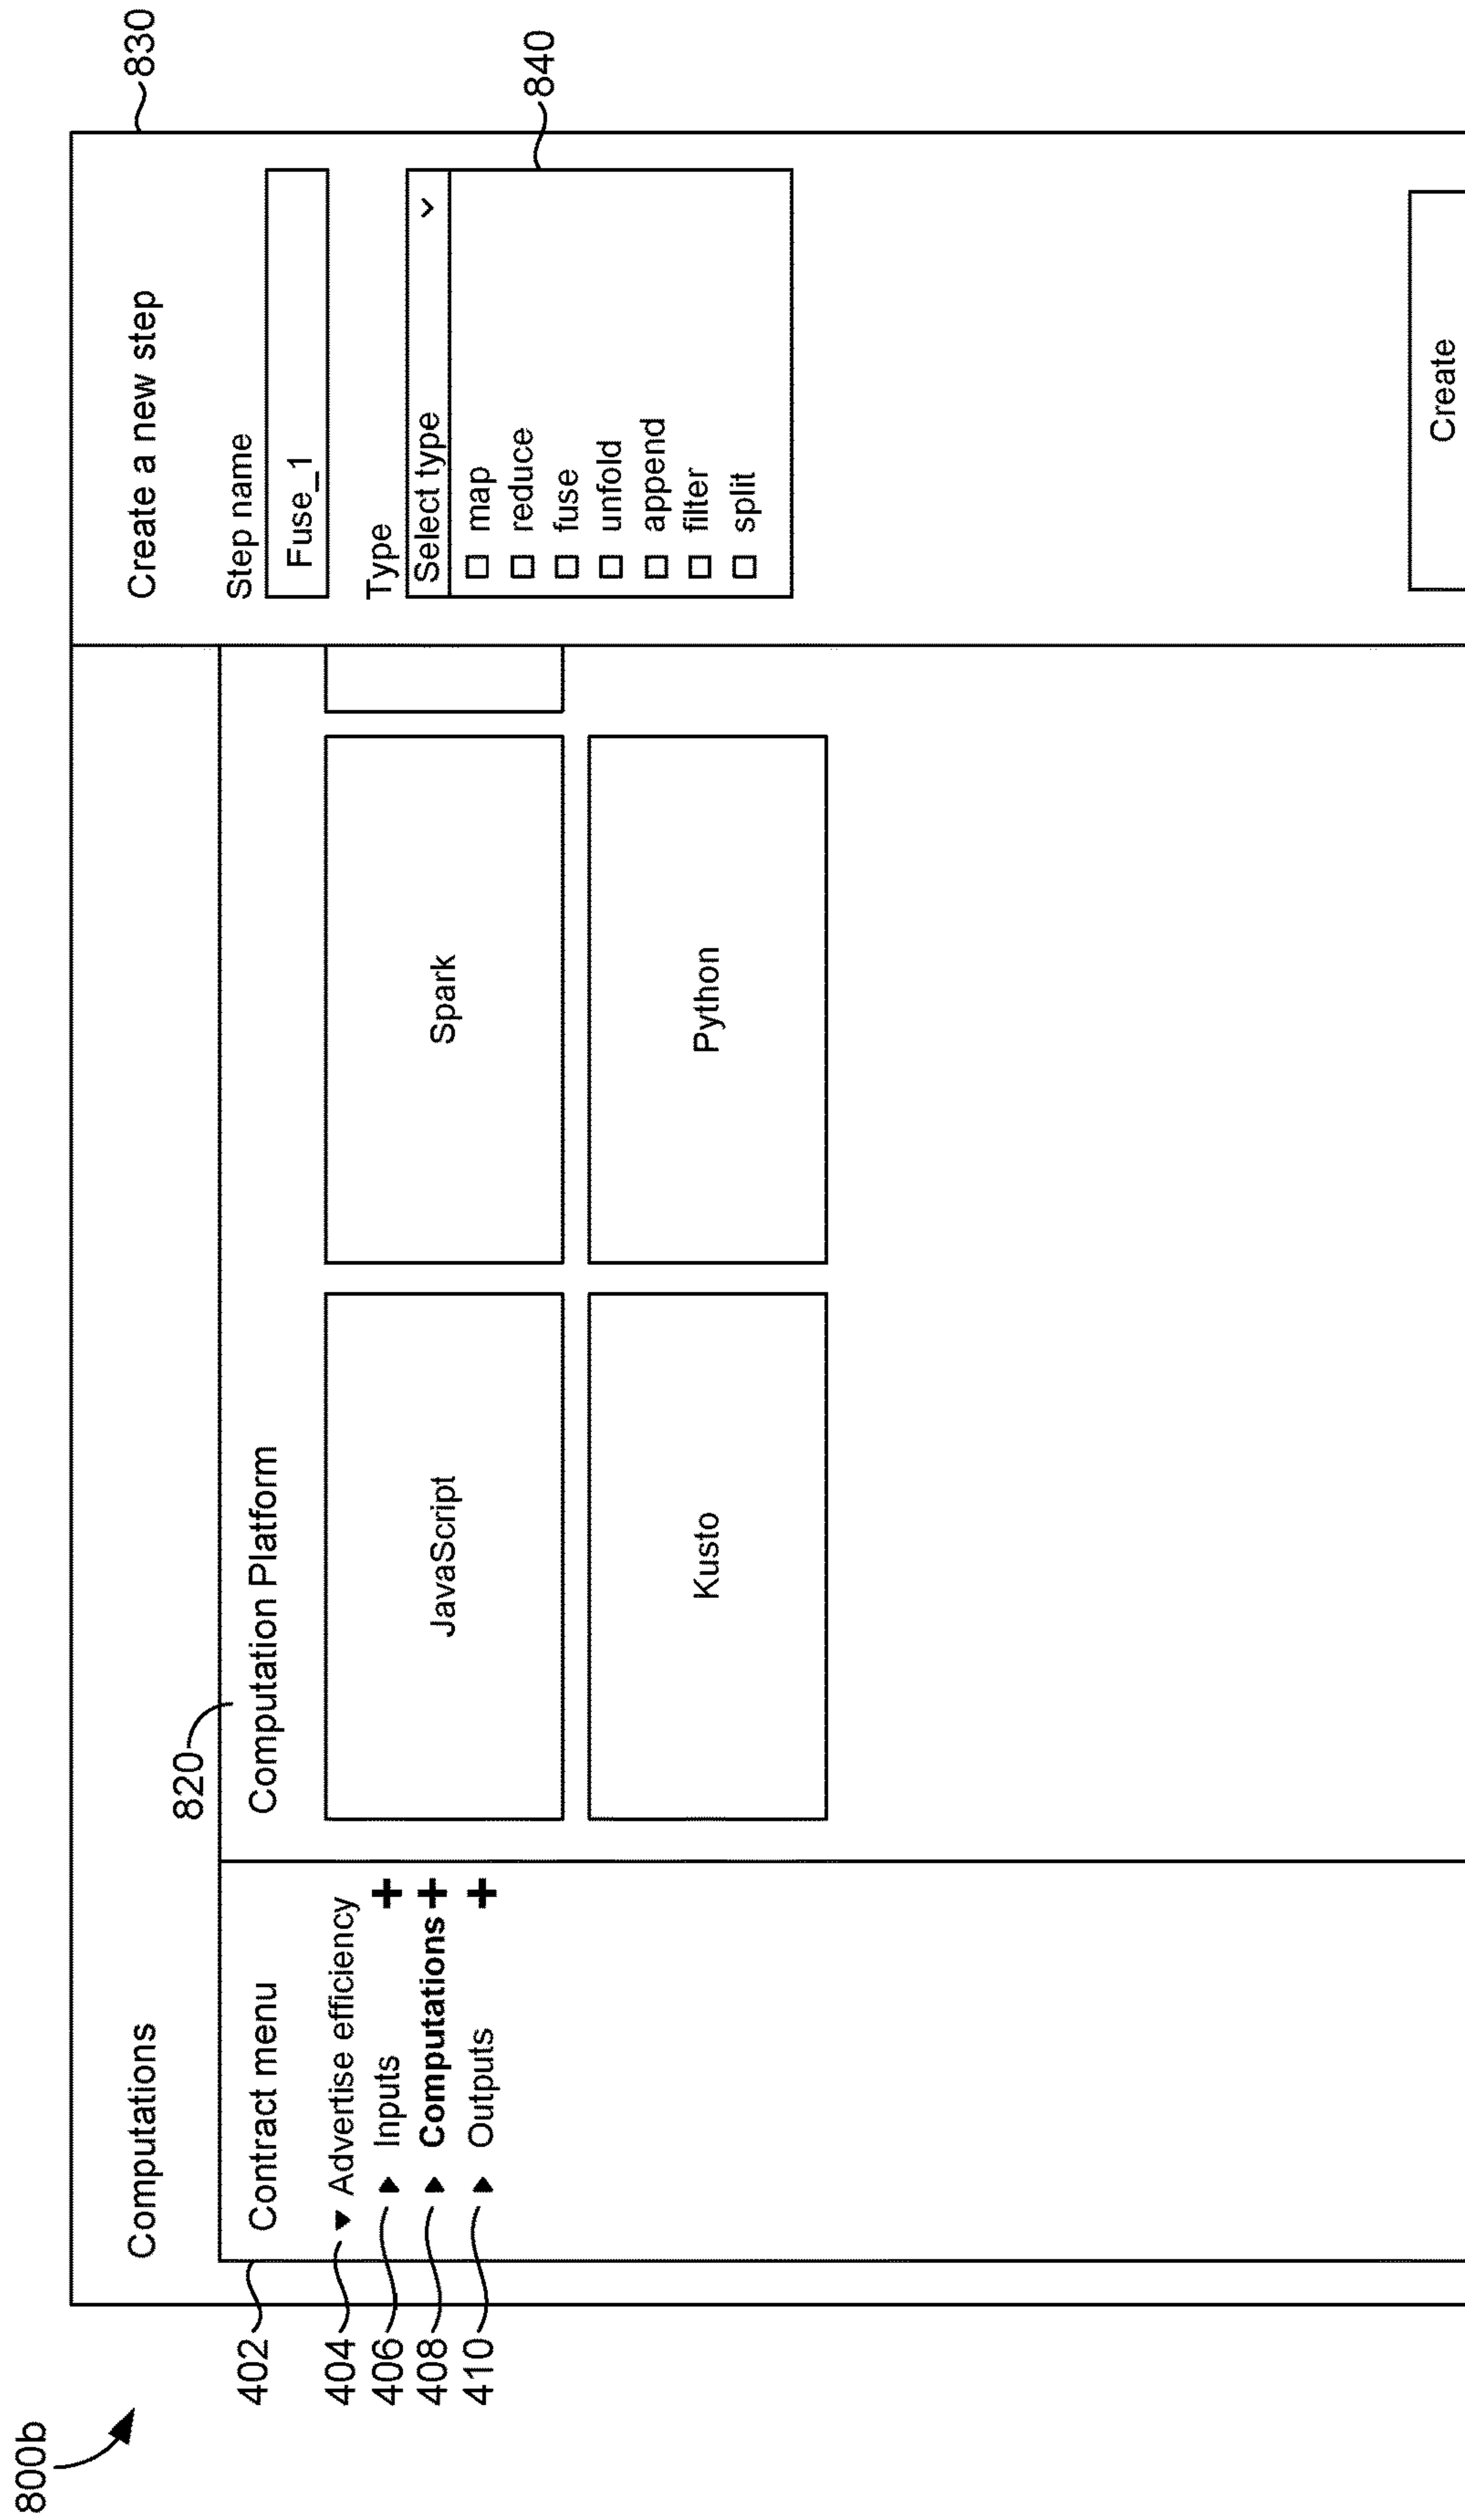 800b
830
Computations
Create a new step
820
402
Contract menu
Computation Platform
Step name
Fuse_1
404
Advertise efficiency
406
Inputs +
408
Computations +
410
Outputs +
JavaScript
Spark
Kusto
Python
Type
Select type
840
map
reduce
fuse
unfold
append
filter
split
Create